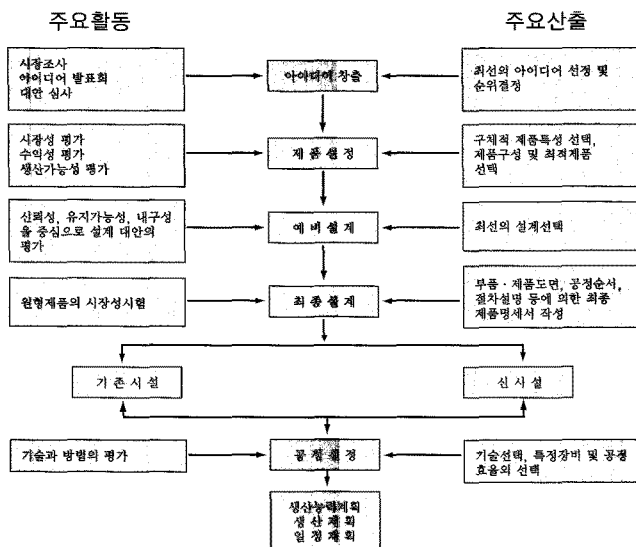 주요활동
주요산출
시장조사
아이디어 발표회
대안 심사
아이디어 창출
최선의 아이디어 선정 및
순위결정
시장성 평가
수익성 평가
생산가능성 평가
제품선정
구체적 제품특성 선택,
제품구성 및 최적제품
선택
신뢰성, 유지가능성, 내구성
을 중심으로 설계 대안의
평가
예비설계
최선의 설계선택
원형제품의 시장성시험
최종설계
부품·제품도면, 공정순서,
절차설명 등에 의한 최종
제품명세서 작성
기존시설
신시설
기술과 방법의 평가
공정선정
기술선택, 특정장비 및 공정
효율의 선택
생산능력계획
생산계획
일정계획